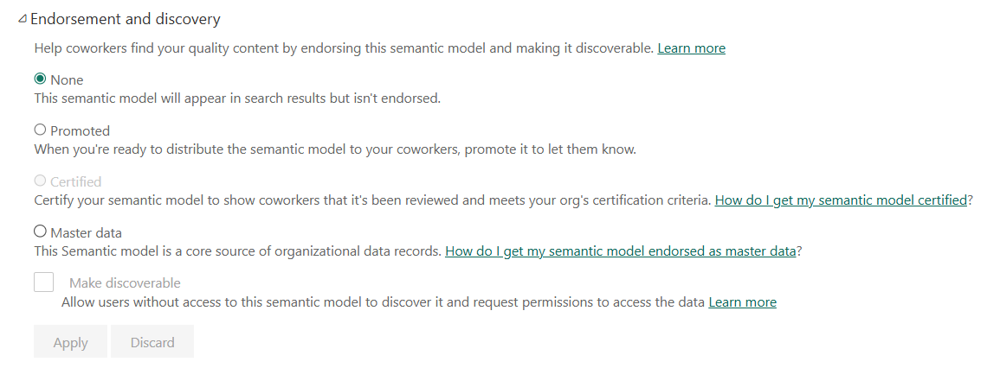 Endorsement and discovery
Help coworkers find your quality content by endorsing this semantic model and making it discoverable. Learn more
None
This semantic model will appear in search results but isn't endorsed.
Promoted
When you're ready to distribute the semantic model to your coworkers, promote it to let them know.
Certified
Certify your semantic model to show coworkers that it's been reviewed and meets your org's certification criteria. How do I get my semantic model certified?
Master data
This Semantic model is a core source of organizational data records. How do I get my semantic model endorsed as master data?
Make discoverable
Allow users without access to this semantic model to discover it and request permissions to access the data Learn more
Apply Discard